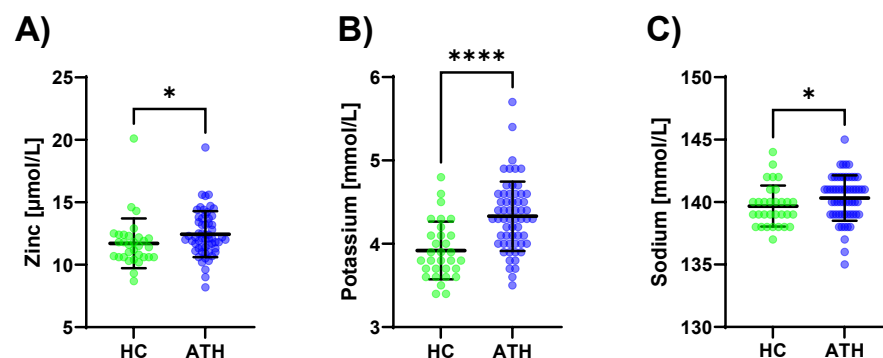 A)
Zinc [µmol/L]
25
20
15
10
5
*
HC ATH
B)
Potassium [mmol/L]
6
5
4
3
****
HC ATH
C)
Sodium [mmol/L]
150
145
140
135
130
*
HC ATH